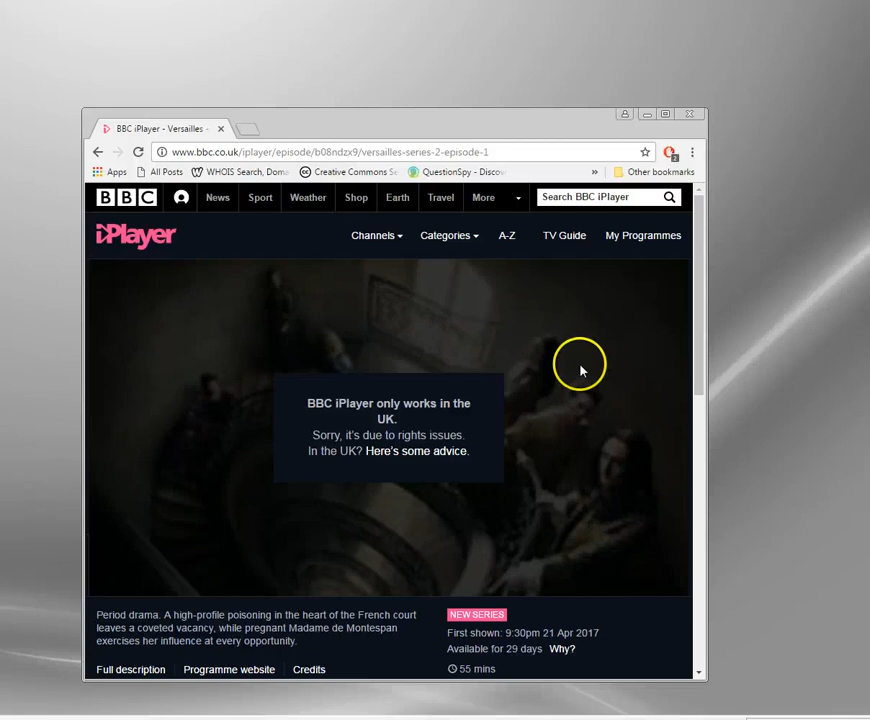 BBC iPlayer - Versailles -
www.bbc.co.uk/iplayer/episode/b08ndzx9/versailles-series-2-episode-1
2
Apps All Posts WHOIS Search, Doma Creative Commons Se QuestionSpy - Discov » Other bookmarks
BBC News Sport Weather Shop Earth Travel More Search BBC iPlayer
iPlayer Channels Categories A-Z TV Guide My Programmes
BBC iPlayer only works in the
UK.
Sorry, it's due to rights issues.
In the UK? Here's some advice.
Period drama. A high-profile poisoning in the heart of the French court
leaves a coveted vacancy, while pregnant Madame de Montespan
exercises her influence at every opportunity.
Full description Programme website Credits
NEW SERIES
First shown: 9:30pm 21 Apr 2017
Available for 29 days Why?
55 mins